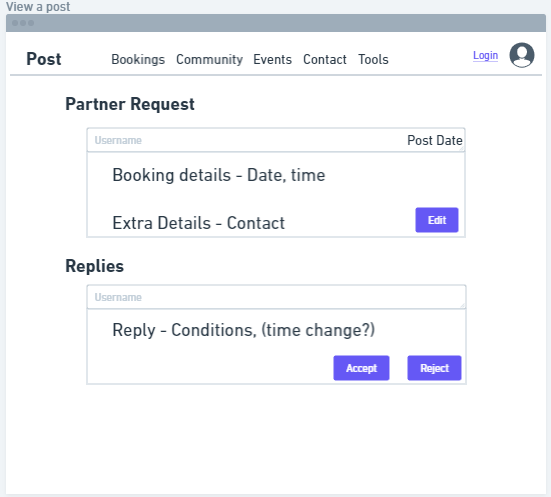 View a post
Post Bookings Community Events Contact Tools Login
Partner Request
Username Post Date
Booking details - Date, time
Extra Details - Contact
Edit
Replies
Username
Reply - Conditions, (time change?)
Accept Reject